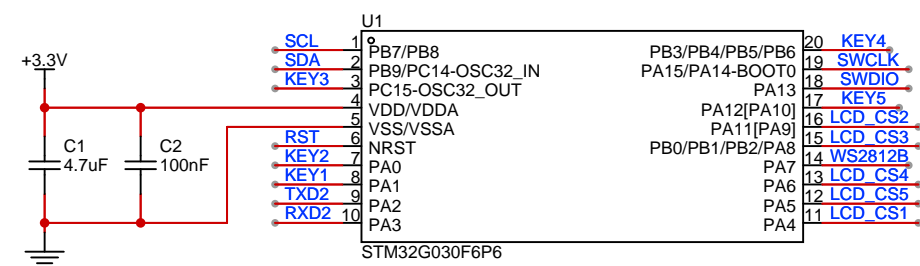 U1
SCL 1 PB7/PB8 PB3/PB4/PB5/PB6 20 KEY4
+3.3V SDA 2 PB9/PC14-OSC32_IN PA15/PA14-BOOT0 19 SWCLK
KEY3 3 PC15-OSC32_OUT PA13 18 SWDIO
4 VDD/VDDA PA12[PA10] 17 KEY5
5 VSS/VSSA PA11[PA9] 16 LCD_CS2
C1 C2 RST 6 NRST PB0/PB1/PB2/PA8 15 LCD_CS3
4.7uF 100nF KEY2 7 PA0 PA7 14 WS2812B
KEY1 8 PA1 PA6 13 LCD_CS4
TXD2 9 PA2 PA5 12 LCD_CS5
RXD2 10 PA3 PA4 11 LCD_CS1
STM32G030F6P6